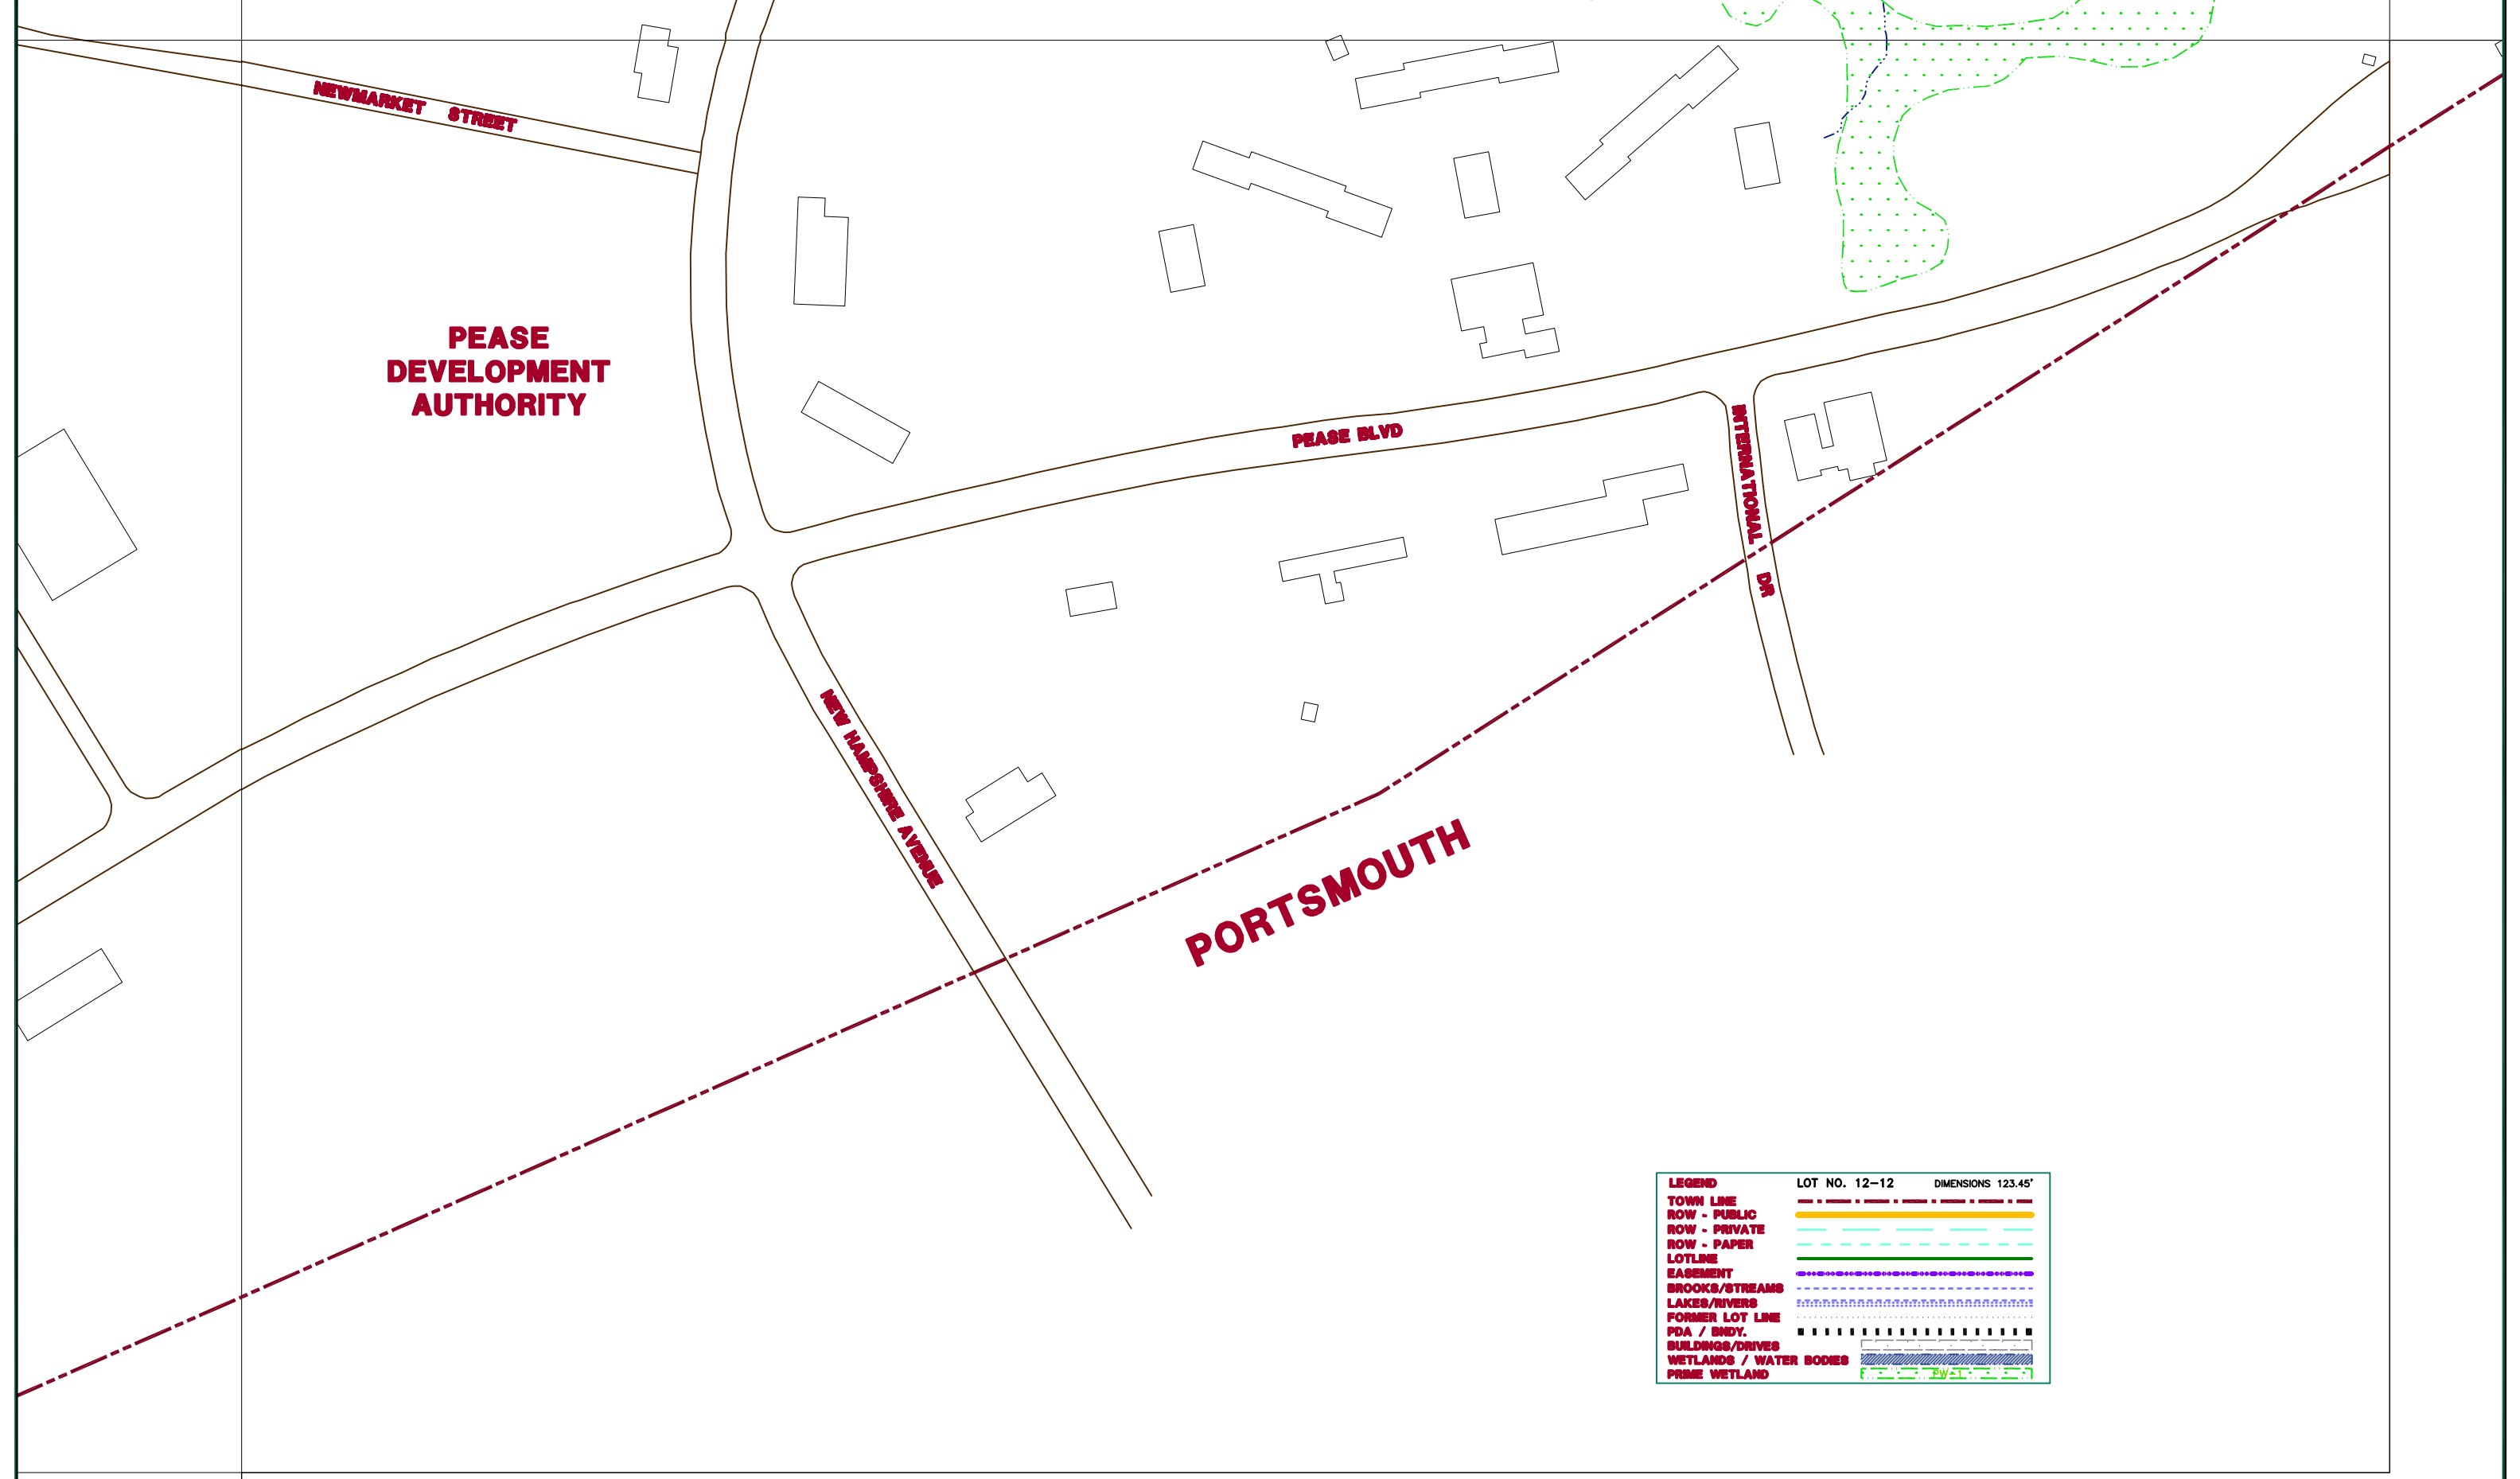 NEWMARKET STREET
PEASE
DEVELOPMENT
AUTHORITY
PEASE BLVD
INTERNATIONAL DR
NEW HAMPSHIRE AVENUE
PORTSMOUTH
LEGEND LOT NO. 12-12 DIMENSIONS 123.45'
TOWN LINE
ROW - PUBLIC
ROW - PRIVATE
ROW - PAPER
LOTLINE
EASEMENT
BROOKS/STREAMS
LAKES/RIVERS
FORMER LOT LINE
PDA / BNDY.
BUILDINGS/DRIVES
WETLANDS / WATER BODIES
PRIME WETLAND PW-1